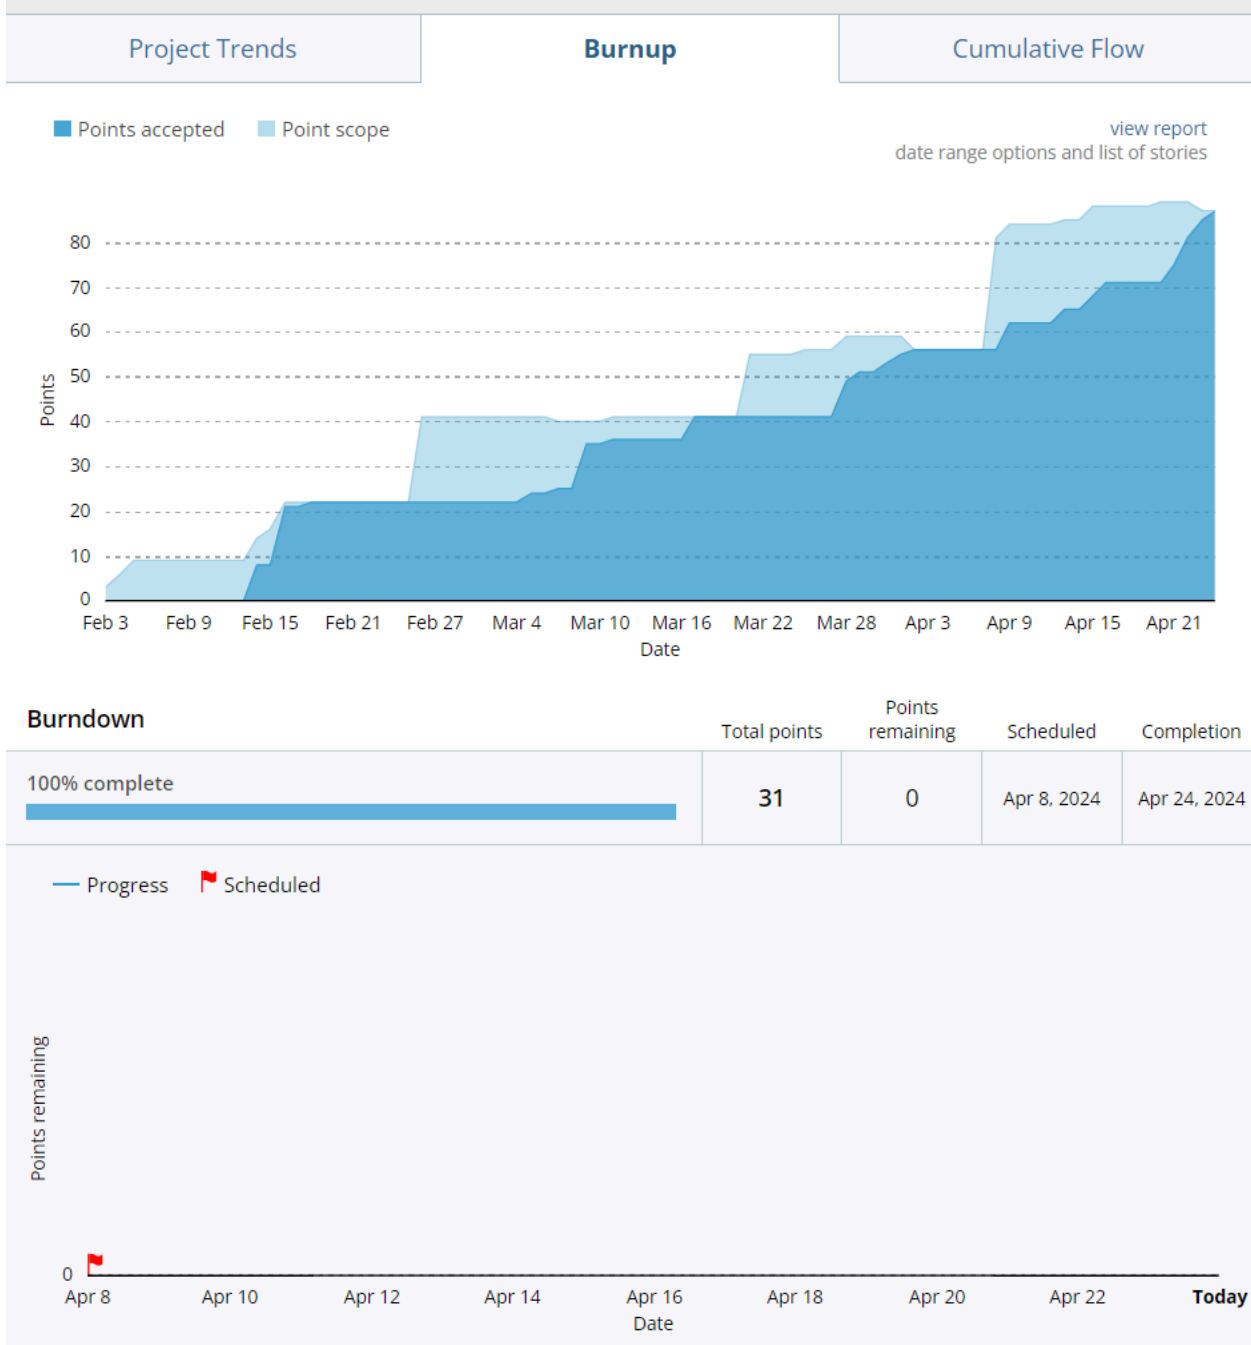 Project Trends
Burnup
Cumulative Flow
Points accepted
Point scope
view report
date range options and list of stories
Points
80
70
60
50
40
30
20
10
0
Feb 3 Feb 9 Feb 15 Feb 21 Feb 27 Mar 4 Mar 10 Mar 16 Mar 22 Mar 28 Apr 3 Apr 9 Apr 15 Apr 21
Date
Burndown
Total points
Points
remaining
Scheduled
Completion
100% complete
31
0
Apr 8, 2024
Apr 24, 2024
Progress
Scheduled
Points remaining
0
Apr 8 Apr 10 Apr 12 Apr 14 Apr 16 Apr 18 Apr 20 Apr 22 Today
Date